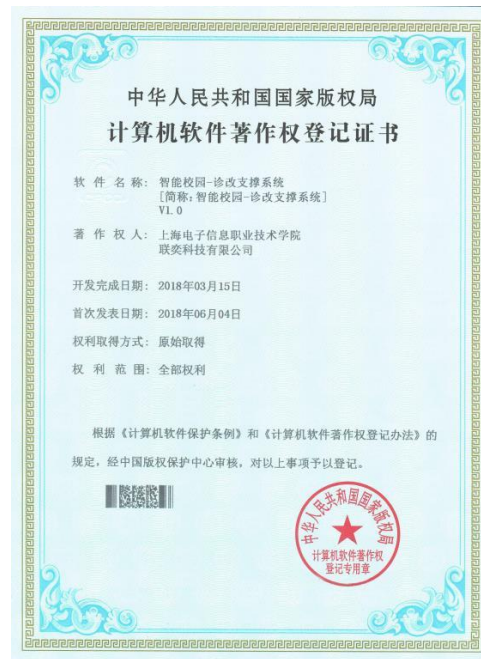 中华人民共和国国家版权局
计算机软件著作权登记证书
软 件 名 称： 智能校园-诊改支撑系统
[简称：智能校园-诊改支撑系统]
V1.0
著 作 权 人： 上海电子信息职业技术学院
联奕科技有限公司
开发完成日期： 2018年03月15日
首次发表日期： 2018年06月04日
权利取得方式： 原始取得
权 利 范 围： 全部权利
根据《计算机软件保护条例》和《计算机软件著作权登记办法》的
规定，经中国版权保护中心审核，对以上事项予以登记。
中华人民共和国国家版权局
计算机软件著作权
登记专用章